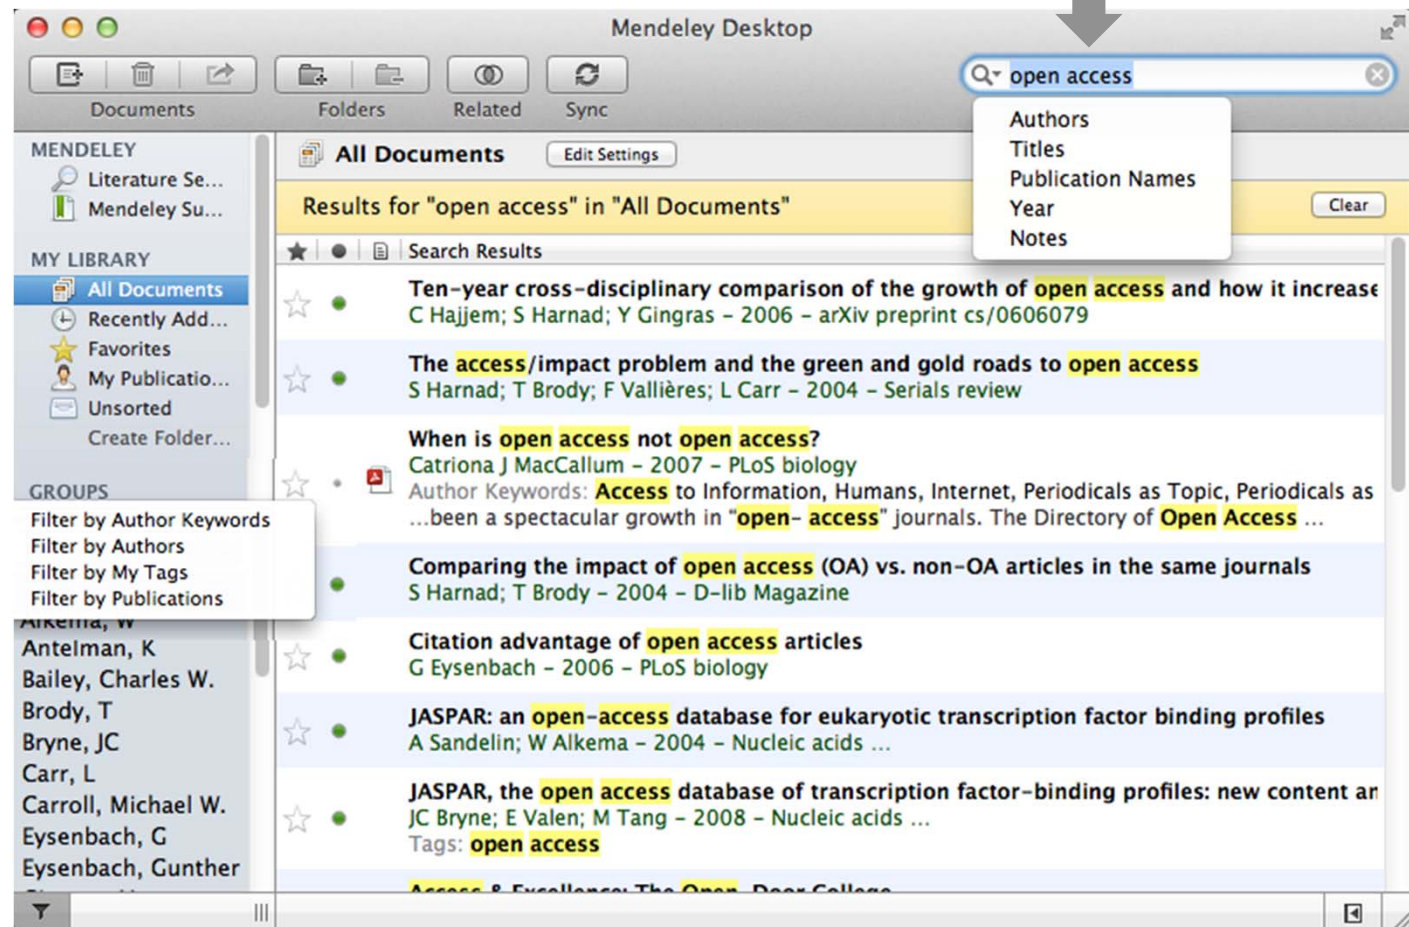 Mendeley Desktop
open access
Documents
Folders
Related
Sync
Authors
Titles
Publication Names
Year
Notes
MENDELEY
Literature Se...
Mendeley Su...
MY LIBRARY
All Documents
Recently Add...
Favorites
My Publicatio...
Unsorted
Create Folder...
GROUPS
Filter by Author Keywords
Filter by Authors
Filter by My Tags
Filter by Publications
Alkema, W
Antelman, K
Bailey, Charles W.
Brody, T
Bryne, JC
Carr, L
Carroll, Michael W.
Eysenbach, G
Eysenbach, Gunther
All Documents
Edit Settings
Results for "open access" in "All Documents"
Clear
Search Results
Ten-year cross-disciplinary comparison of the growth of open access and how it increase
C Hajjem; S Harnad; Y Gingras - 2006 - arXiv preprint cs/0606079
The access/impact problem and the green and gold roads to open access
S Harnad; T Brody; F Vallières; L Carr - 2004 - Serials review
When is open access not open access?
Catriona J MacCallum - 2007 - PLoS biology
Author Keywords: Access to Information, Humans, Internet, Periodicals as Topic, Periodicals as
...been a spectacular growth in “open- access” journals. The Directory of Open Access ...
Comparing the impact of open access (OA) vs. non-OA articles in the same journals
S Harnad; T Brody - 2004 - D-lib Magazine
Citation advantage of open access articles
G Eysenbach - 2006 - PLoS biology
JASPAR: an open-access database for eukaryotic transcription factor binding profiles
A Sandelin; W Alkema - 2004 - Nucleic acids ...
JASPAR, the open access database of transcription factor-binding profiles: new content an
JC Bryne; E Valen; M Tang - 2008 - Nucleic acids ...
Tags: open access
Access & Excellence: The Open Door College